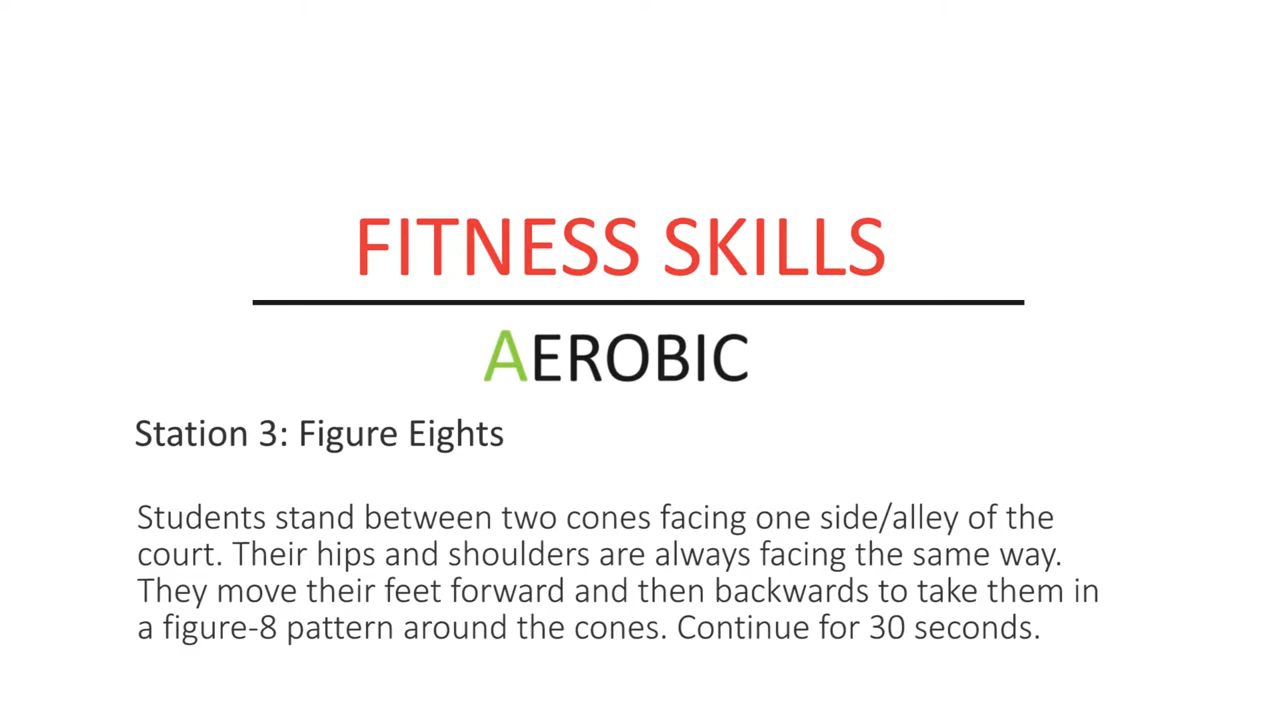 FITNESS SKILLS
AEROBIC
Station 3: Figure Eights
Students stand between two cones facing one side/alley of the
court. Their hips and shoulders are always facing the same way.
They move their feet forward and then backwards to take them in
a figure-8 pattern around the cones. Continue for 30 seconds.